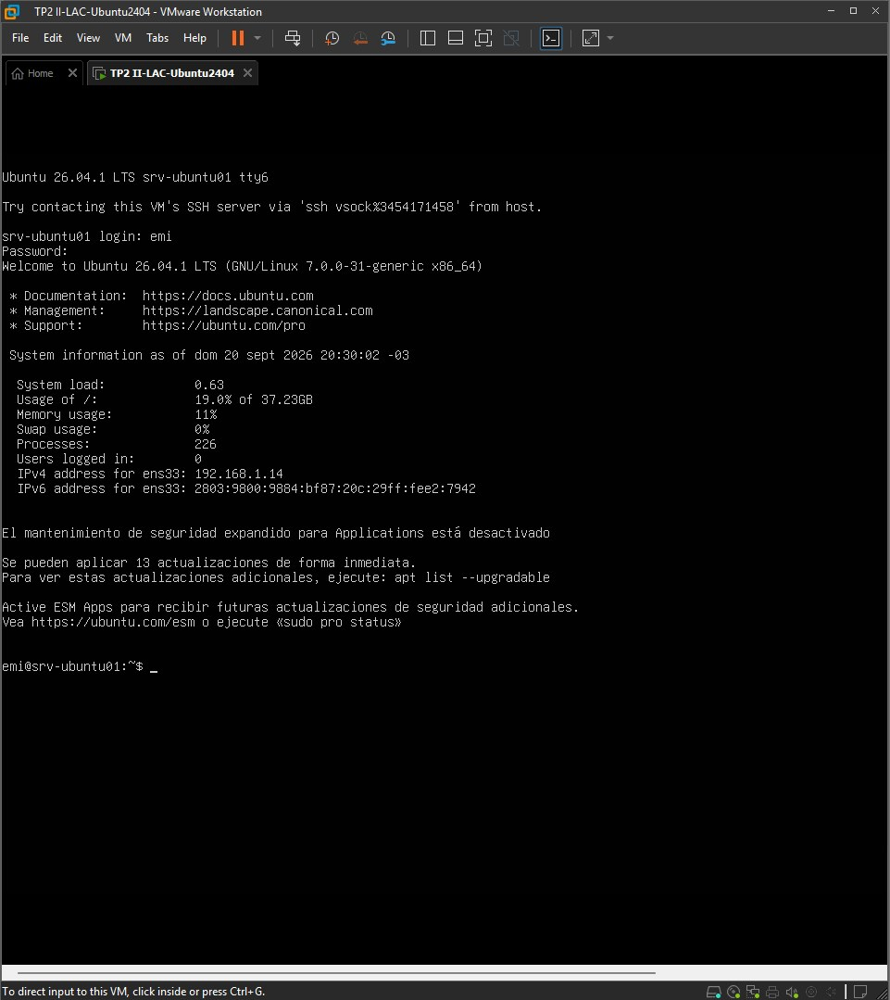 TP2 II-LAC-Ubuntu2404 - VMware Workstation
File Edit View VM Tabs Help
Home TP2 II-LAC-Ubuntu2404
Ubuntu 26.04.1 LTS srv-ubuntu01 tty6
Try contacting this VM's SSH server via 'ssh vsock%3454171458' from host.
srv-ubuntu01 login: emi
Password:
Welcome to Ubuntu 26.04.1 LTS (GNU/Linux 7.0.0-31-generic x86_64)
* Documentation: https://docs.ubuntu.com
* Management: https://landscape.canonical.com
* Support: https://ubuntu.com/pro
System information as of dom 20 sept 2026 20:30:02 -03
System load: 0.63
Usage of /: 19.0% of 37.23GB
Memory usage: 11%
Swap usage: 0%
Processes: 226
Users logged in: 0
IPv4 address for ens33: 192.168.1.14
IPv6 address for ens33: 2803:9800:9884:bf87:20c:29ff:fee2:7942
El mantenimiento de seguridad expandido para Applications está desactivado
Se pueden aplicar 13 actualizaciones de forma inmediata.
Para ver estas actualizaciones adicionales, ejecute: apt list --upgradable
Active ESM Apps para recibir futuras actualizaciones de seguridad adicionales.
Vea https://ubuntu.com/esm o ejecute «sudo pro status»
emi@srv-ubuntu01:~$ _
To direct input to this VM, click inside or press Ctrl+G.